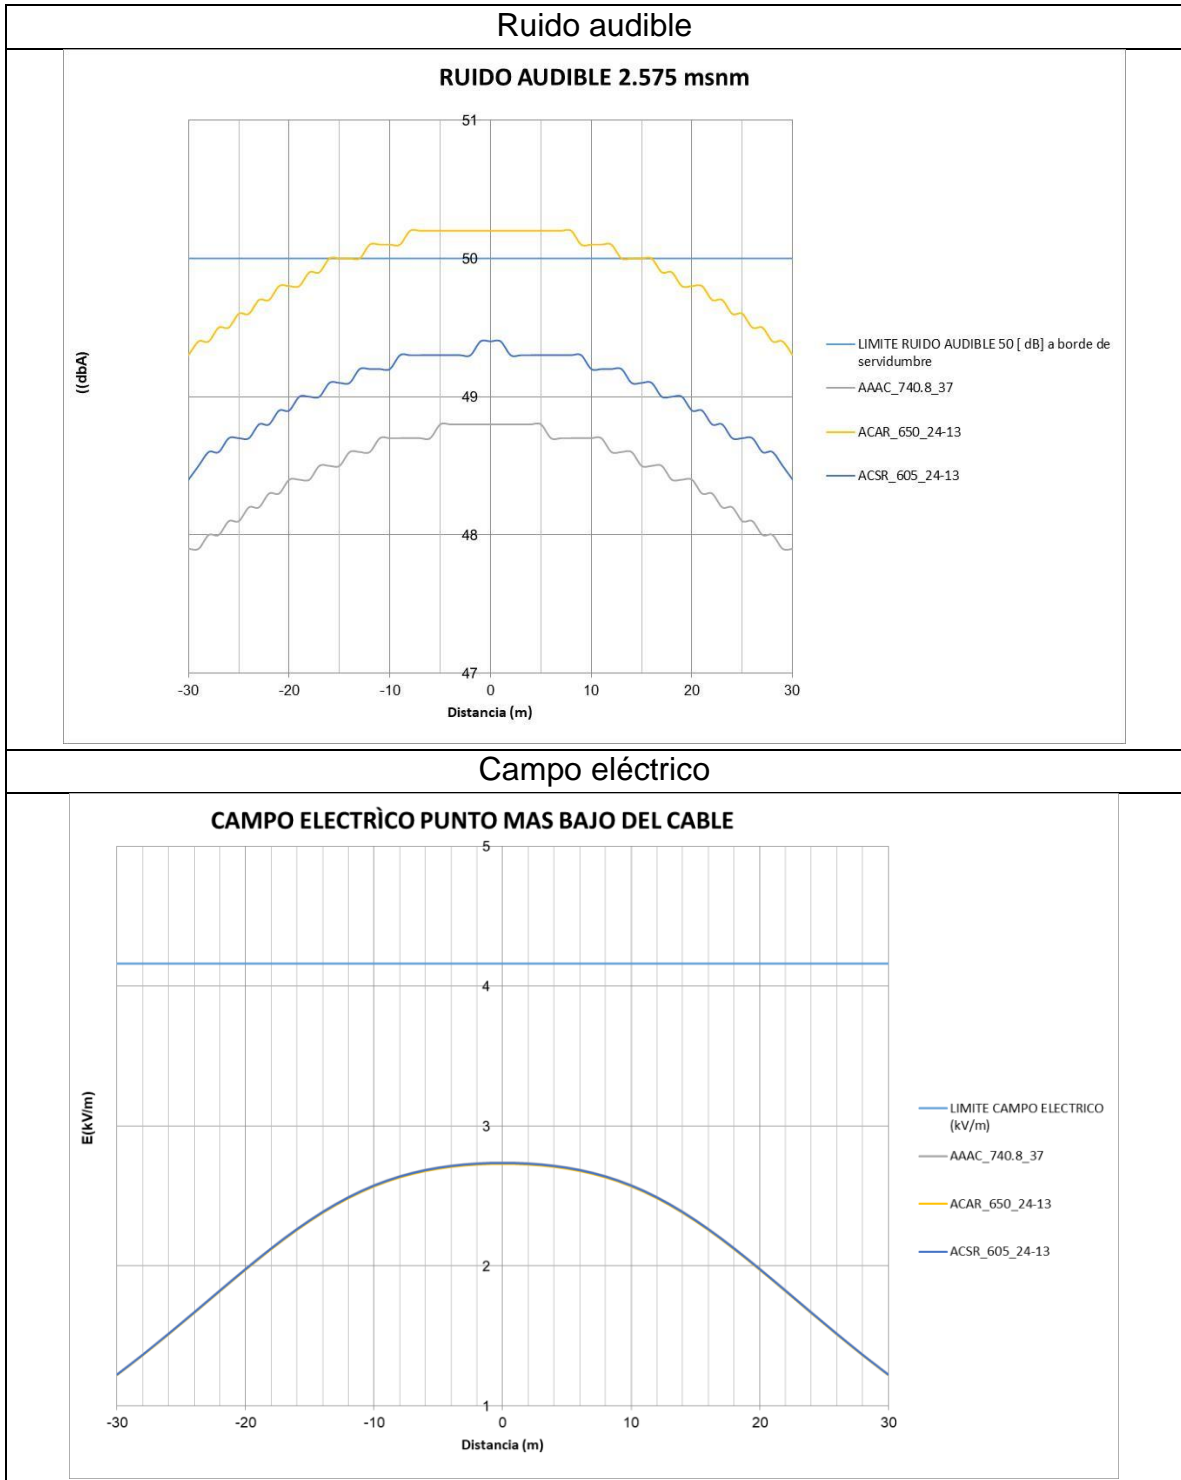 Ruido audible
RUIDO AUDIBLE 2.575 msnm
51
50
49
48
47
((dbA)
-30
-20
-10
0
10
20
30
Distancia (m)
LIMITE RUIDO AUDIBLE 50 [ dB] a borde de
servidumbre
AAAC_740.8_37
ACAR_650_24-13
ACSR_605_24-13
Campo eléctrico
CAMPO ELECTRÌCO PUNTO MAS BAJO DEL CABLE
5
4
3
2
1
E(kV/m)
-30
-20
-10
0
10
20
30
Distancia (m)
LIMITE CAMPO ELECTRICO
(kV/m)
AAAC_740.8_37
ACAR_650_24-13
ACSR_605_24-13